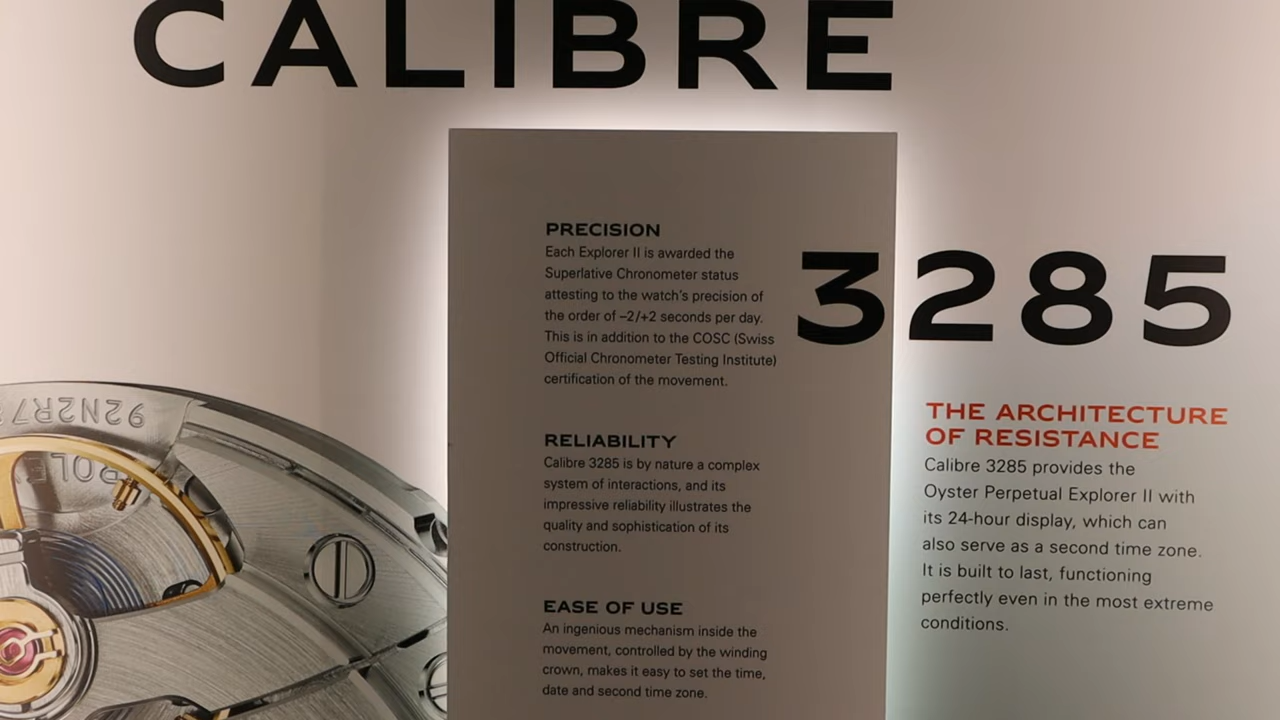 CALIBRE
3285
PRECISION
Each Explorer II is awarded the
Superlative Chronometer status
attesting to the watch's precision of
the order of –2/+2 seconds per day.
This is in addition to the COSC (Swiss
Official Chronometer Testing Institute)
certification of the movement.
RELIABILITY
Calibre 3285 is by nature a complex
system of interactions, and its
impressive reliability illustrates the
quality and sophistication of its
construction.
EASE OF USE
An ingenious mechanism inside the
movement, controlled by the winding
crown, makes it easy to set the time,
date and second time zone.
THE ARCHITECTURE
OF RESISTANCE
Calibre 3285 provides the
Oyster Perpetual Explorer II with
its 24-hour display, which can
also serve as a second time zone.
It is built to last, functioning
perfectly even in the most extreme
conditions.